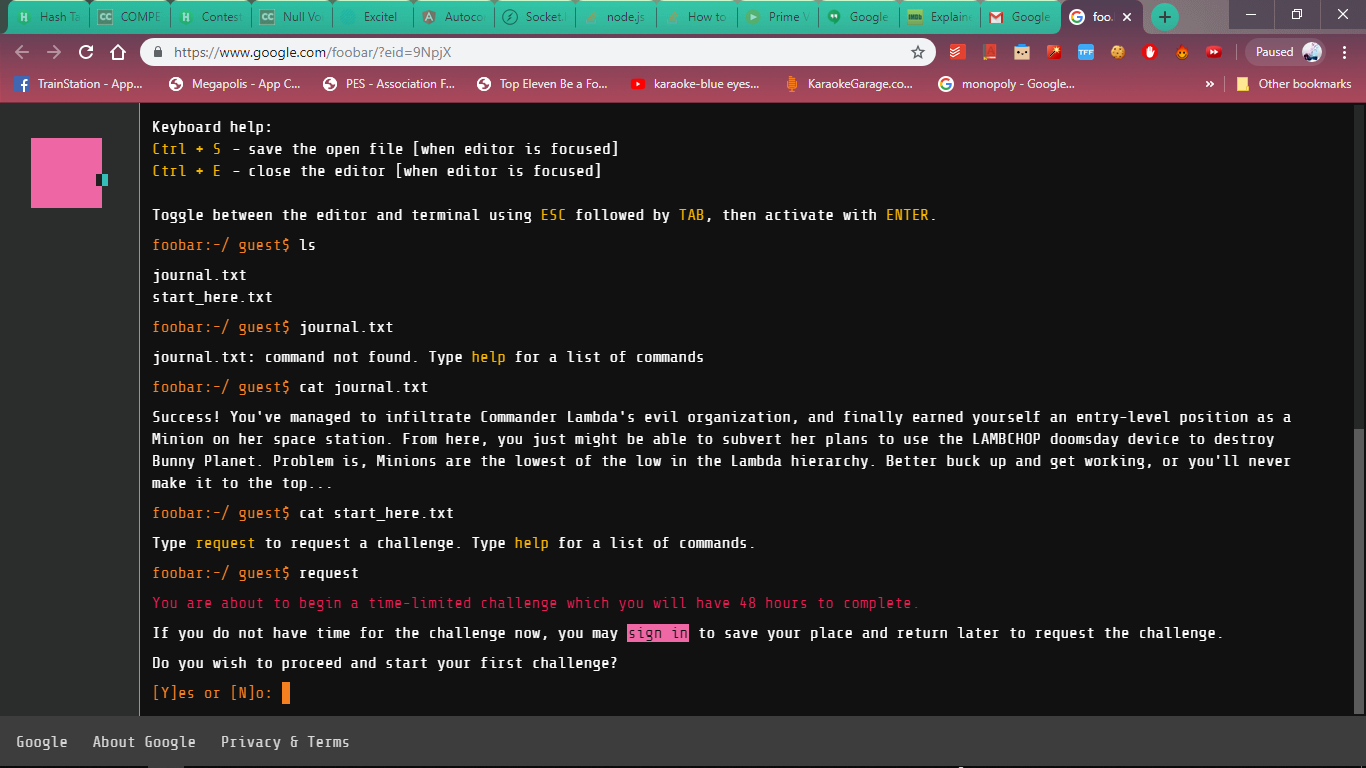 Hash Ta
COMPE
Contest
Null Vo
Excitel
Autoco
Socket.
node.js
How to
Prime V
Google
Explain
Google
foo.
Paused
https://www.google.com/foobar/?eid=9NpjX
TrainStation - App...
Megapolis - App C...
PES - Association F...
Top Eleven Be a Fo...
karaoke-blue eyes...
KaraokeGarage.co...
monopoly - Google...
»
Other bookmarks
Keyboard help:
Ctrl + S - save the open file [when editor is focused]
Ctrl + E - close the editor [when editor is focused]
Toggle between the editor and terminal using ESC followed by TAB, then activate with ENTER.
foobar:~/ guest$ ls
journal.txt
start_here.txt
foobar:~/ guest$ journal.txt
journal.txt: command not found. Type help for a list of commands
foobar:~/ guest$ cat journal.txt
Success! You've managed to infiltrate Commander Lambda's evil organization, and finally earned yourself an entry-level position as a
Minion on her space station. From here, you just might be able to subvert her plans to use the LAMBCHOP doomsday device to destroy
Bunny Planet. Problem is, Minions are the lowest of the low in the Lambda hierarchy. Better buck up and get working, or you'll never
make it to the top...
foobar:~/ guest$ cat start_here.txt
Type request to request a challenge. Type help for a list of commands.
foobar:~/ guest$ request
You are about to begin a time-limited challenge which you will have 48 hours to complete.
If you do not have time for the challenge now, you may sign in to save your place and return later to request the challenge.
Do you wish to proceed and start your first challenge?
[Y]es or [N]o:
Google About Google Privacy & Terms